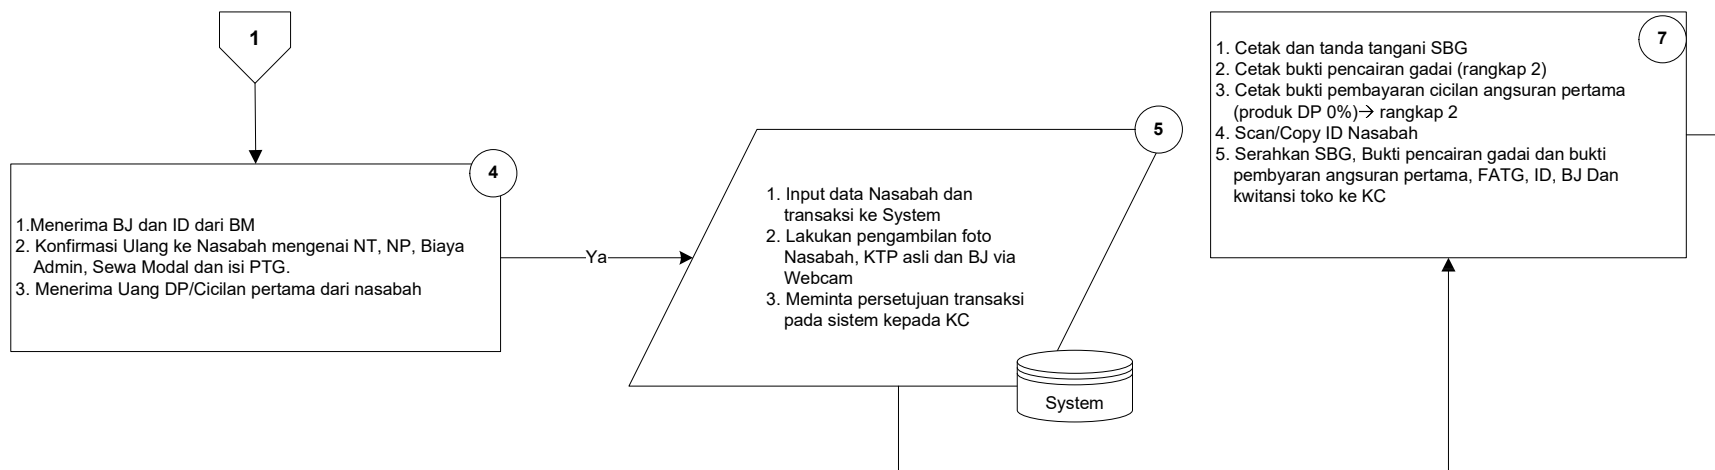 1
4
1.Menerima BJ dan ID dari BM
2. Konfirmasi Ulang ke Nasabah mengenai NT, NP, Biaya
Admin, Sewa Modal dan isi PTG.
3. Menerima Uang DP/Cicilan pertama dari nasabah
Ya
5
1. Input data Nasabah dan
transaksi ke System
2. Lakukan pengambilan foto
Nasabah, KTP asli dan BJ via
Webcam
3. Meminta persetujuan transaksi
pada sistem kepada KC
System
7
1. Cetak dan tanda tangani SBG
2. Cetak bukti pencairan gadai (rangkap 2)
3. Cetak bukti pembayaran cicilan angsuran pertama
(produk DP 0%)→ rangkap 2
4. Scan/Copy ID Nasabah
5. Serahkan SBG, Bukti pencairan gadai dan bukti
pembyaran angsuran pertama, FATG, ID, BJ Dan
kwitansi toko ke KC